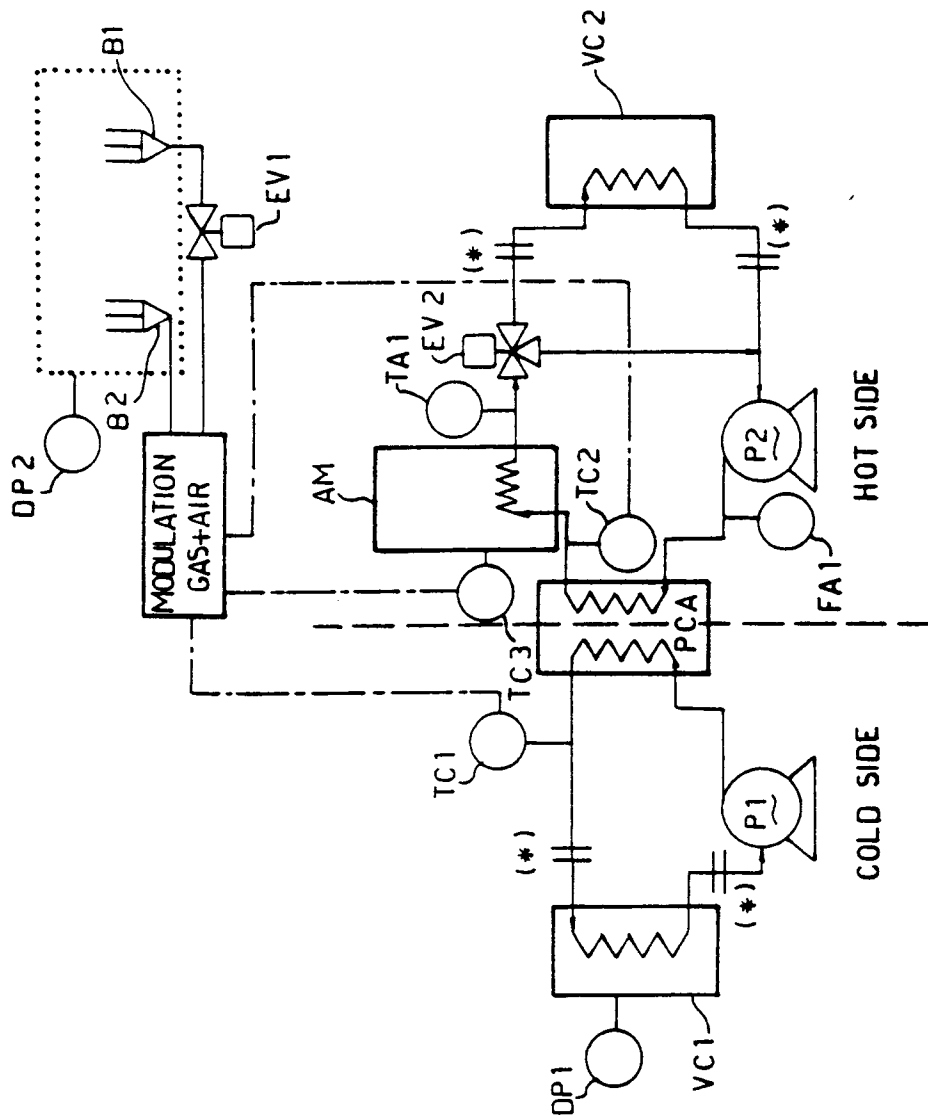 DP2
B2
B1
EV1
MODULATION
GAS+AIR
TC1
TC3
AM
TA1
EV2
(*)
VC2
(*)
TC2
PCA
(*)
(*)
DP1
VC1
P1
P2
FA1
COLD SIDE
HOT SIDE